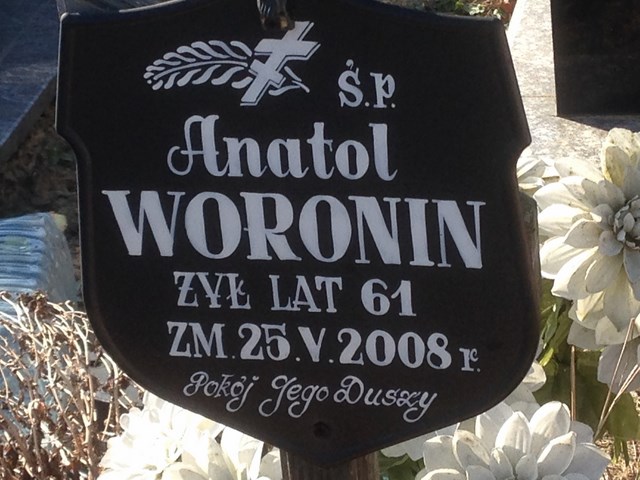 Ś.P.
Anatol
WORONIN
ŻYŁ LAT 61
ZM. 25.V.2008 r.
Pokój Jego Duszy